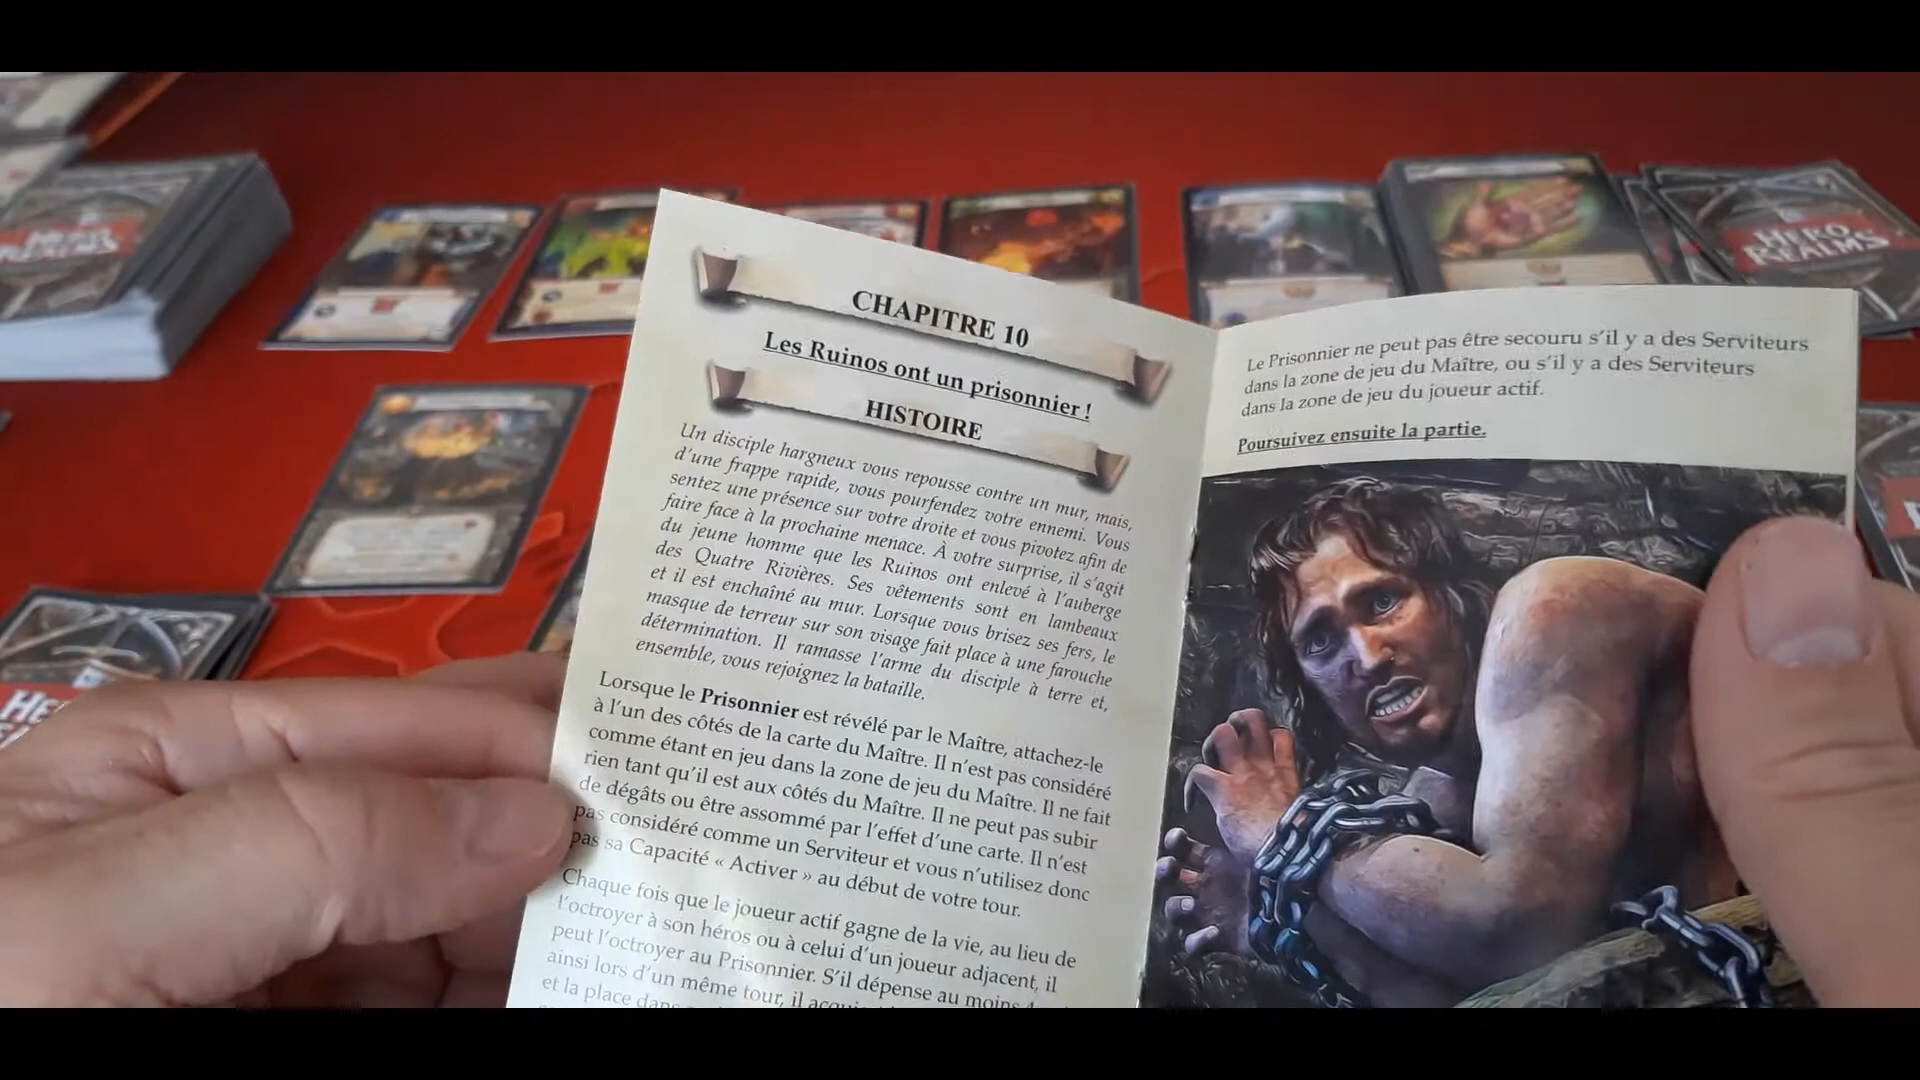 HERO
REALMS
HERO
REALMS
CHAPITRE 10
Les Ruinos ont un prisonnier !
HISTOIRE
Un disciple hargneux vous repousse contre un mur, mais,
d'une frappe rapide, vous pourfendez votre ennemi. Vous
sentez une présence sur votre droite et vous pivotez afin de
faire face à la prochaine menace. À votre surprise, il s'agit
du jeune homme que les Ruinos ont enlevé à l'auberge
des Quatre Rivières. Ses vêtements sont en lambeaux
et il est enchaîné au mur. Lorsque vous brisez ses fers, le
masque de terreur sur son visage fait place à une farouche
détermination. Il ramasse l'arme du disciple à terre et,
ensemble, vous rejoignez la bataille.
Lorsque le Prisonnier est révélé par le Maître, attachez-le
à l'un des côtés de la carte du Maître. Il n'est pas considéré
comme étant en jeu dans la zone de jeu du Maître. Il ne fait
rien tant qu'il est aux côtés du Maître. Il ne peut pas subir
de dégâts ou être assommé par l'effet d'une carte. Il n'est
pas considéré comme un Serviteur et vous n'utilisez donc
pas sa Capacité « Activer » au début de votre tour.
Chaque fois que le joueur actif gagne de la vie, au lieu de
l'octroyer à son héros ou à celui d'un joueur adjacent, il
peut l'octroyer au Prisonnier. S'il dépense au moins
ainsi lors d'un même tour, il
et la place dans
Le Prisonnier ne peut pas être secouru s'il y a des Serviteurs
dans la zone de jeu du Maître, ou s'il y a des Serviteurs
dans la zone de jeu du joueur actif.
Poursuivez ensuite la partie.